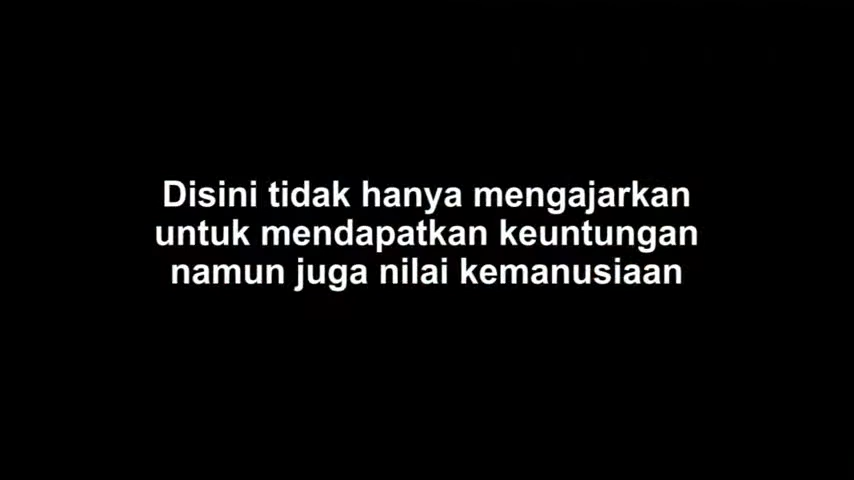 Disini tidak hanya mengajarkan
untuk mendapatkan keuntungan
namun juga nilai kemanusiaan